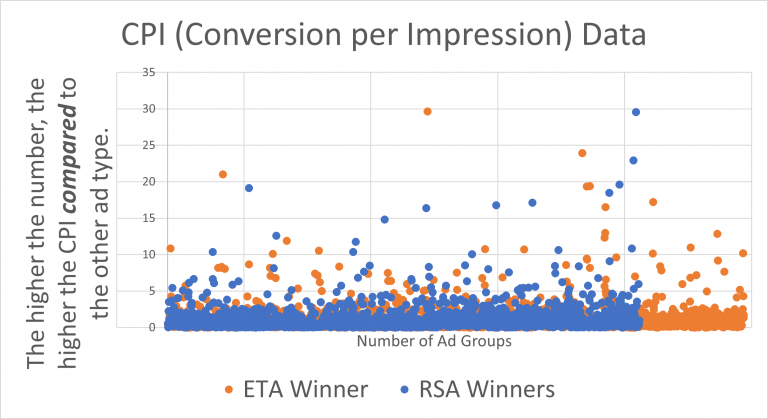 CPI (Conversion per Impression) Data
The higher the number, the
higher the CPI compared to
the other ad type.
35
30
25
20
15
10
5
0
Number of Ad Groups
ETA Winner
RSA Winners